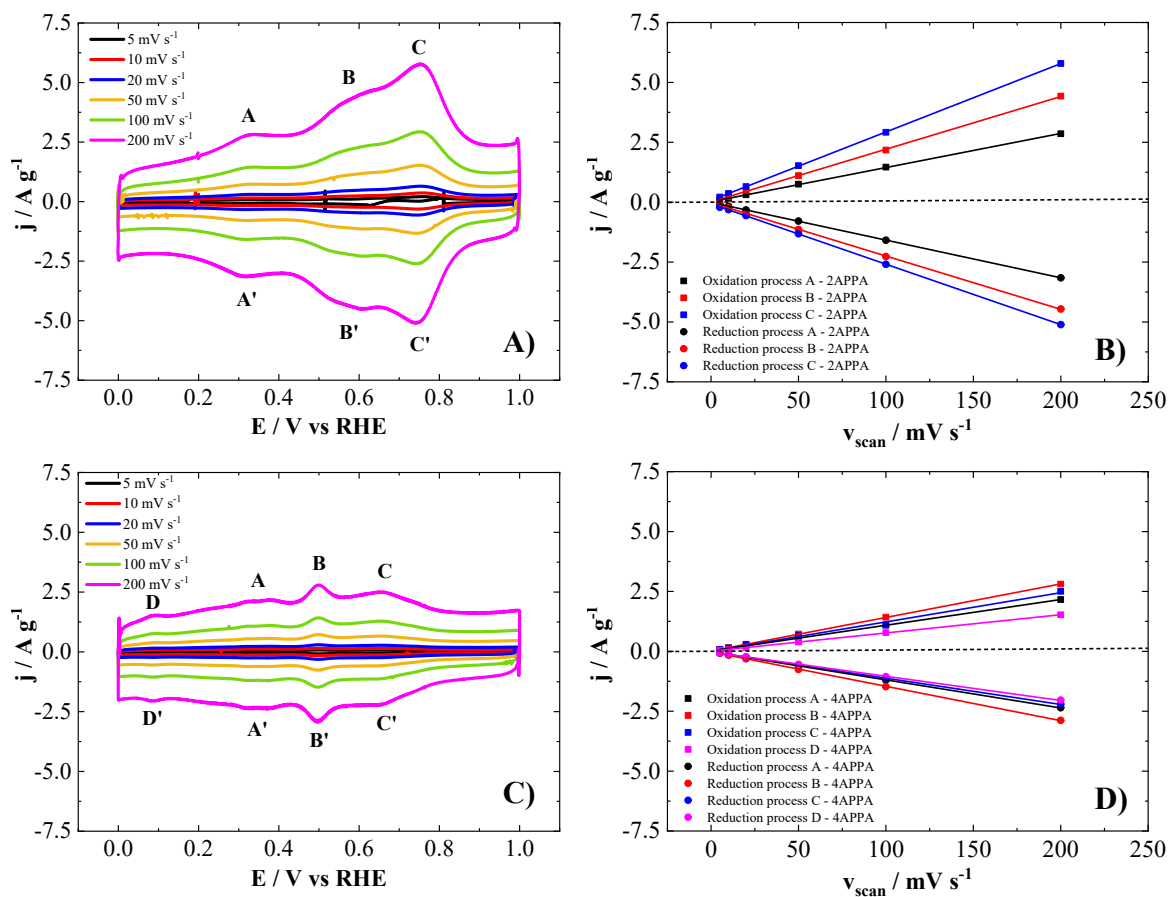 7.5
5.0
2.5
0.0
-2.5
-5.0
-7.5
j / A g⁻¹
5 mV s⁻¹
10 mV s⁻¹
20 mV s⁻¹
50 mV s⁻¹
100 mV s⁻¹
200 mV s⁻¹
A
B
C
A'
B'
C'
A)
0.0 0.2 0.4 0.6 0.8 1.0
E / V vs RHE
7.5
5.0
2.5
0.0
-2.5
-5.0
-7.5
j / A g⁻¹
Oxidation process A - 2APPA
Oxidation process B - 2APPA
Oxidation process C - 2APPA
Reduction process A - 2APPA
Reduction process B - 2APPA
Reduction process C - 2APPA
B)
0 50 100 150 200 250
v_scan / mV s⁻¹
7.5
5.0
2.5
0.0
-2.5
-5.0
-7.5
j / A g⁻¹
5 mV s⁻¹
10 mV s⁻¹
20 mV s⁻¹
50 mV s⁻¹
100 mV s⁻¹
200 mV s⁻¹
D
A
B
C
D'
A'
B'
C'
C)
0.0 0.2 0.4 0.6 0.8 1.0
E / V vs RHE
7.5
5.0
2.5
0.0
-2.5
-5.0
-7.5
j / A g⁻¹
Oxidation process A - 4APPA
Oxidation process B - 4APPA
Oxidation process C - 4APPA
Oxidation process D - 4APPA
Reduction process A - 4APPA
Reduction process B - 4APPA
Reduction process C - 4APPA
Reduction process D - 4APPA
D)
0 50 100 150 200 250
v_scan / mV s⁻¹